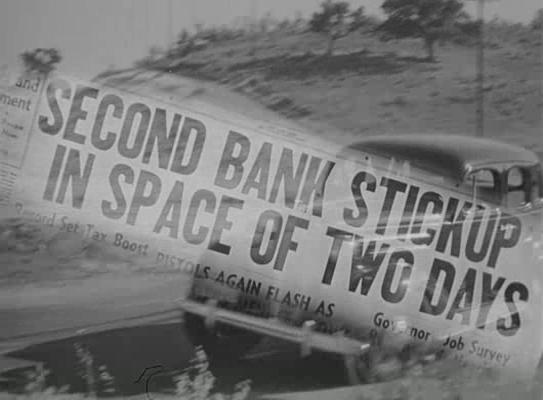 and
ment
SECOND BANK STICKUP
IN SPACE OF TWO DAYS
Record Set Tax Boost
PISTOLS AGAIN FLASH AS
Governor Job Survey